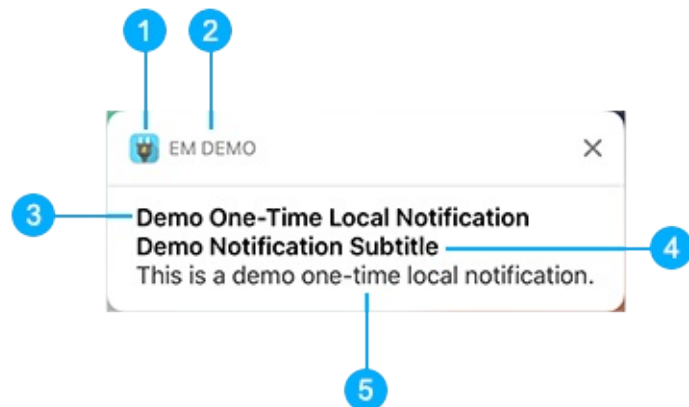 1 2
EM DEMO
3 Demo One-Time Local Notification
Demo Notification Subtitle 4
This is a demo one-time local notification.
5